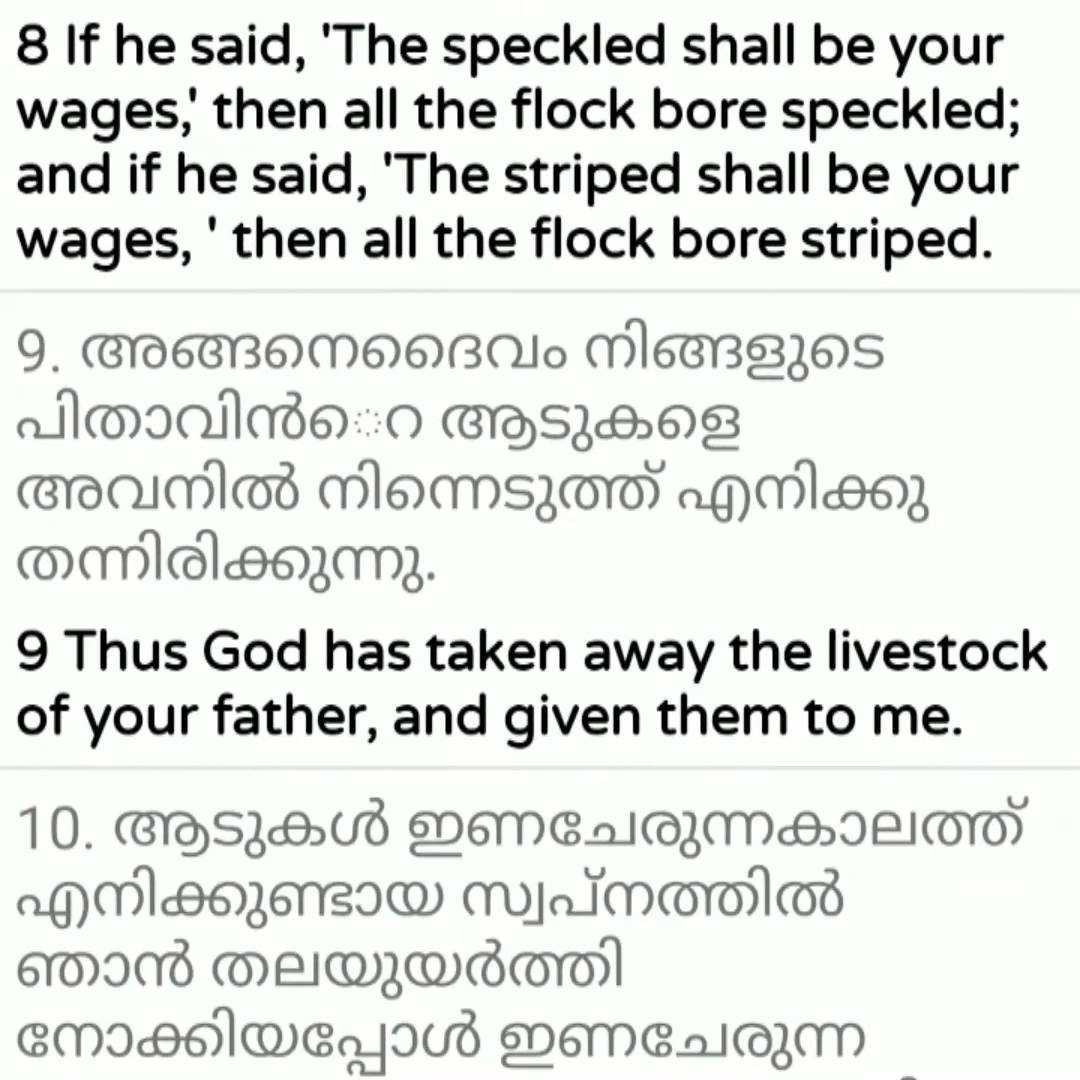 8 If he said, 'The speckled shall be your
wages,' then all the flock bore speckled;
and if he said, 'The striped shall be your
wages, ' then all the flock bore striped.
9. അങ്ങനെദൈവം നിങ്ങളുടെ
പിതാവിൻെറ ആടുകളെ
അവനിൽ നിന്നെടുത്ത് എനിക്കു
തന്നിരിക്കുന്നു.
9 Thus God has taken away the livestock
of your father, and given them to me.
10. ആടുകൾ ഇണചേരുന്നകാലത്ത്
എനിക്കുണ്ടായ സ്വപ്നത്തിൽ
ഞാൻ തലയുയർത്തി
നോക്കിയപ്പോൾ ഇണചേരുന്ന